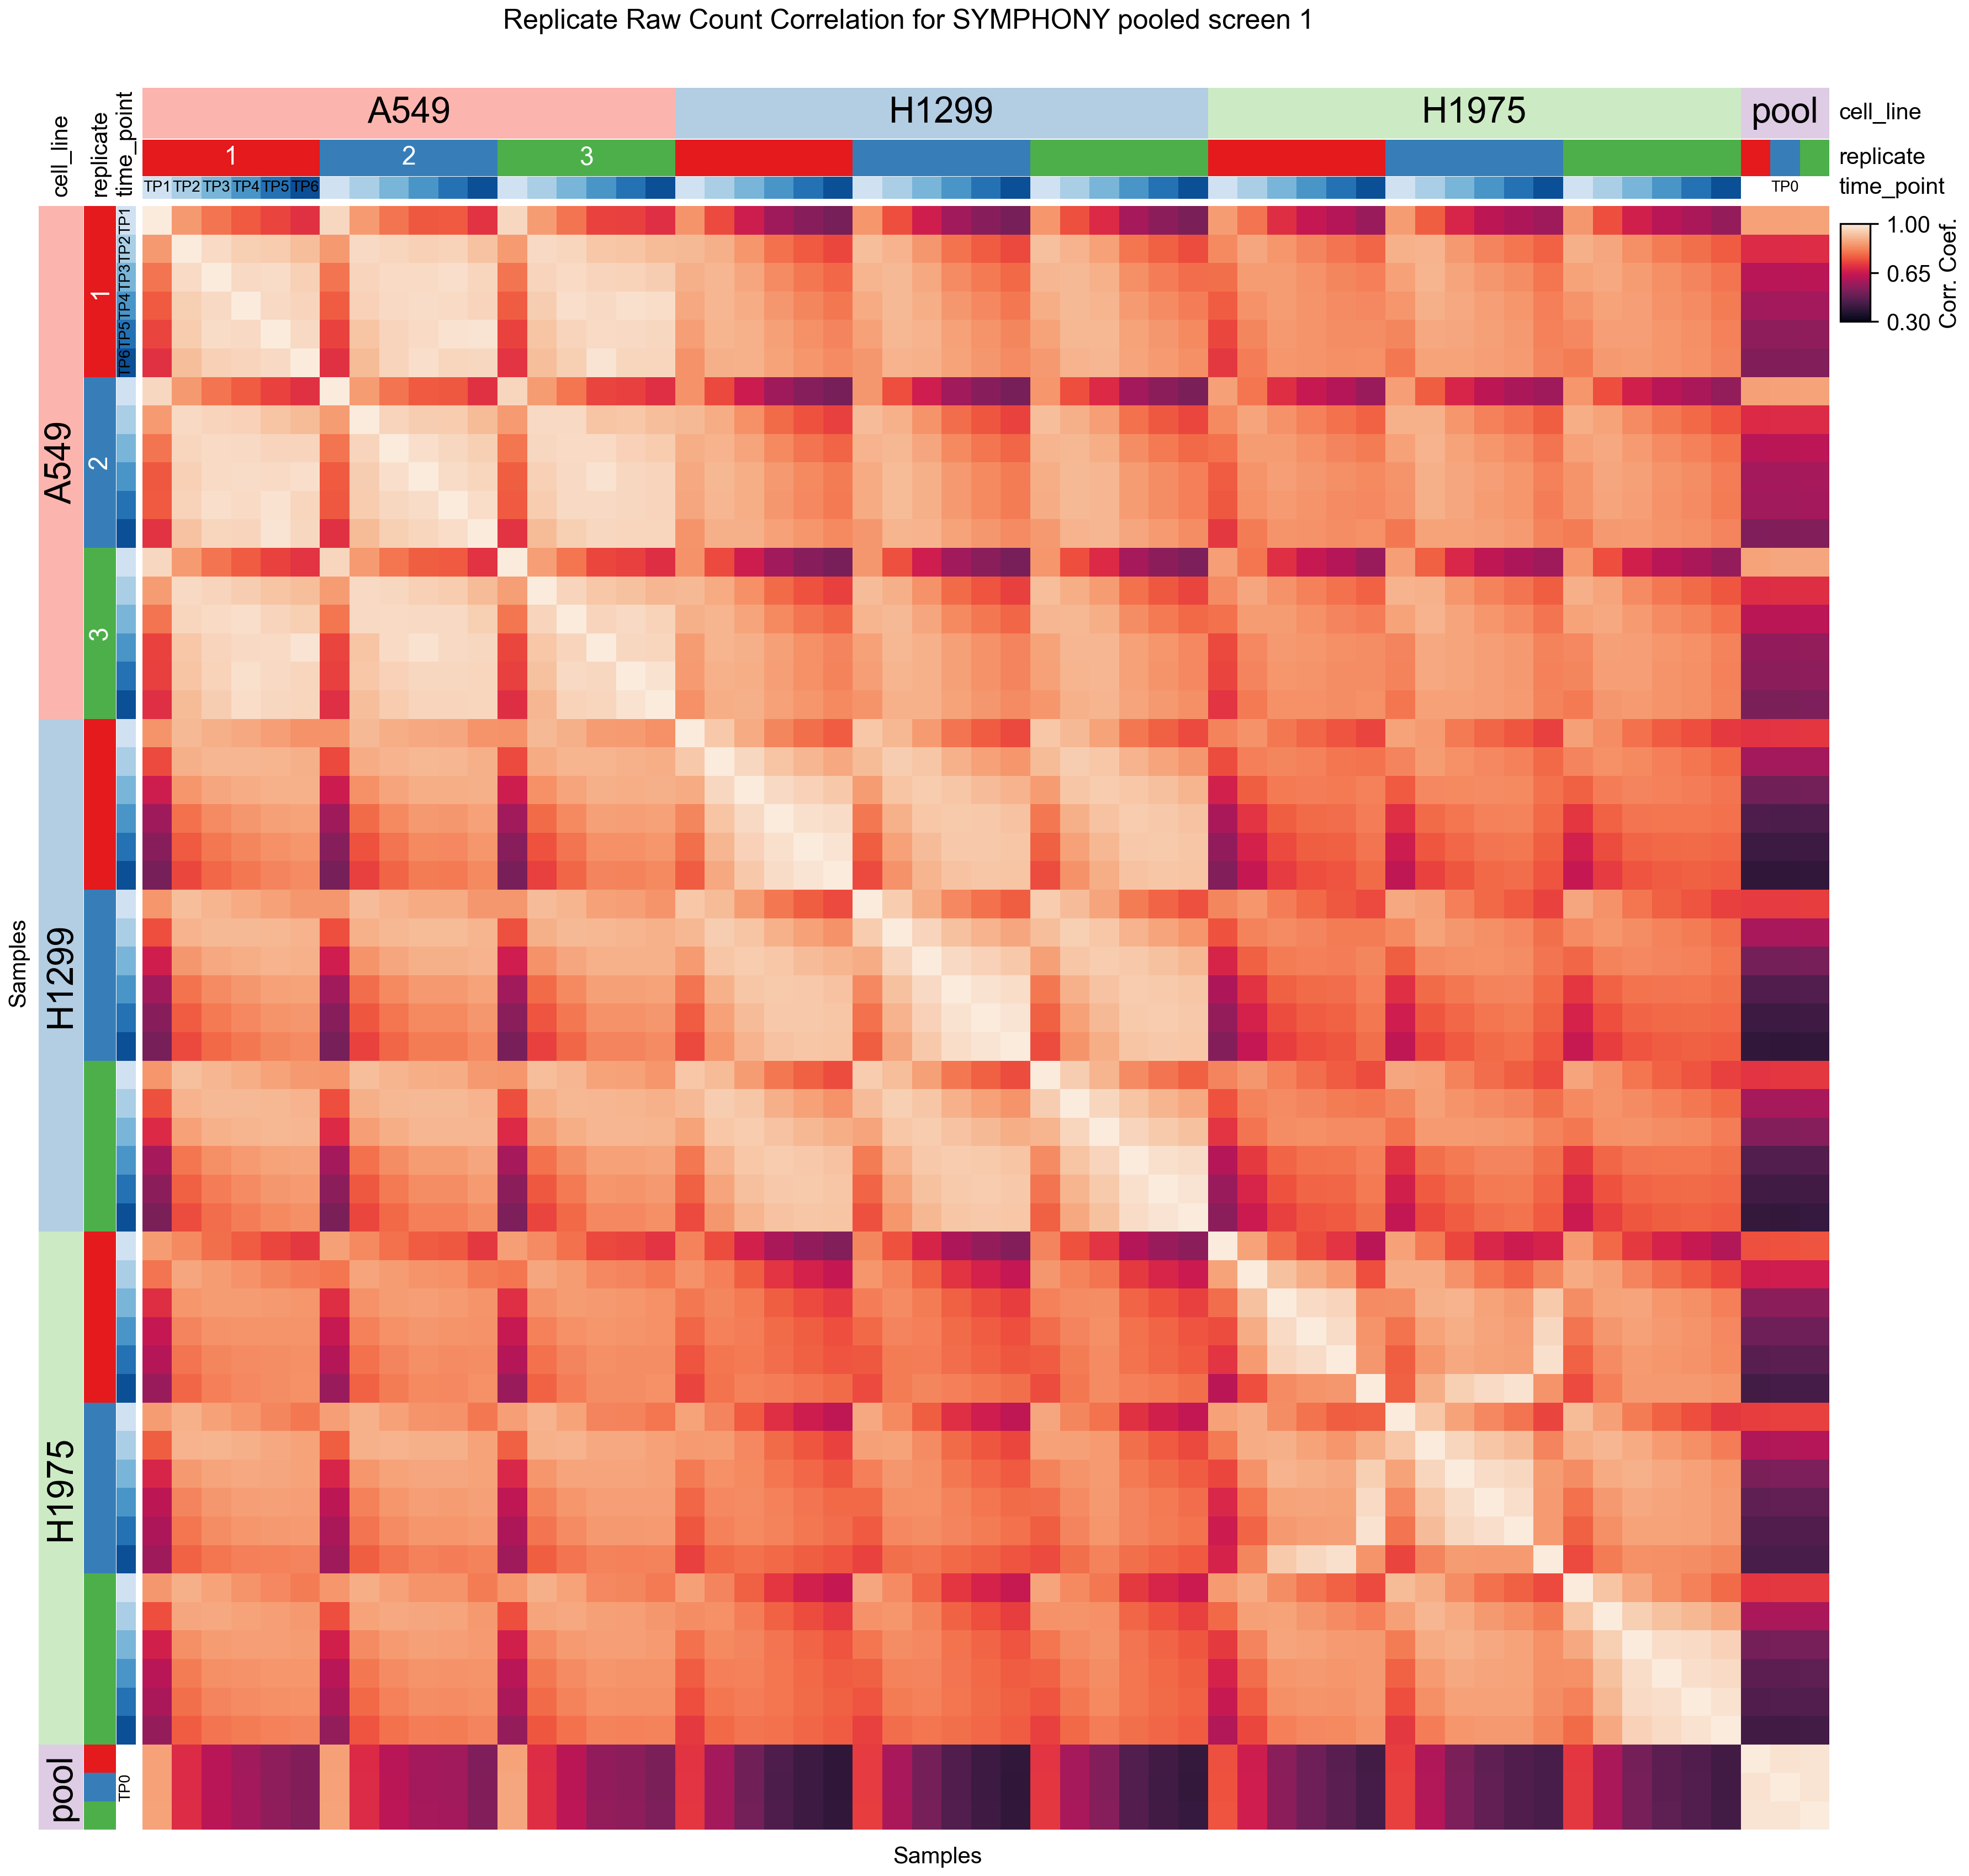 Replicate Raw Count Correlation for SYMPHONY pooled screen 1
cell_line
replicate
time_point
A549
H1299
H1975
pool
cell_line
1
2
3
replicate
TP1 TP2 TP3 TP4 TP5 TP6
TP0
time_point
1.00
0.65
0.30
Corr. Coef.
Samples
A549
H1299
H1975
pool
1
2
3
TP1
TP2
TP3
TP4
TP5
TP6
TP0
Samples